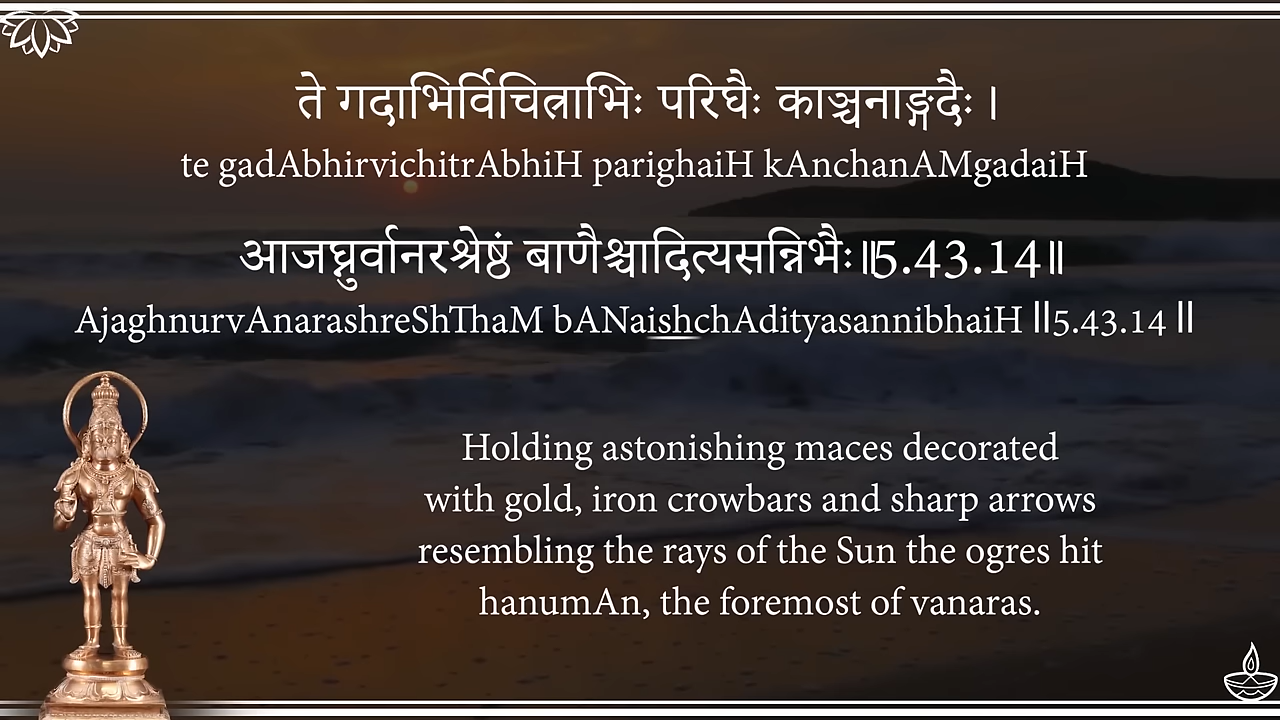 ते गदाभिर्विचित्राभिः परिघैः काञ्चनाङ्गदैः ।
te gadAbhirvichitrAbhiH parighaiH kAnchanAMgadaiH
आजघ्नुर्वानरश्रेष्ठं बाणैश्चादित्यसन्निभैः॥5.43.14॥
AjaghnurvAnarashreShThaM bANaishchAdityasannibhaiH ॥5.43.14 ॥
Holding astonishing maces decorated
with gold, iron crowbars and sharp arrows
resembling the rays of the Sun the ogres hit
hanumAn, the foremost of vanaras.